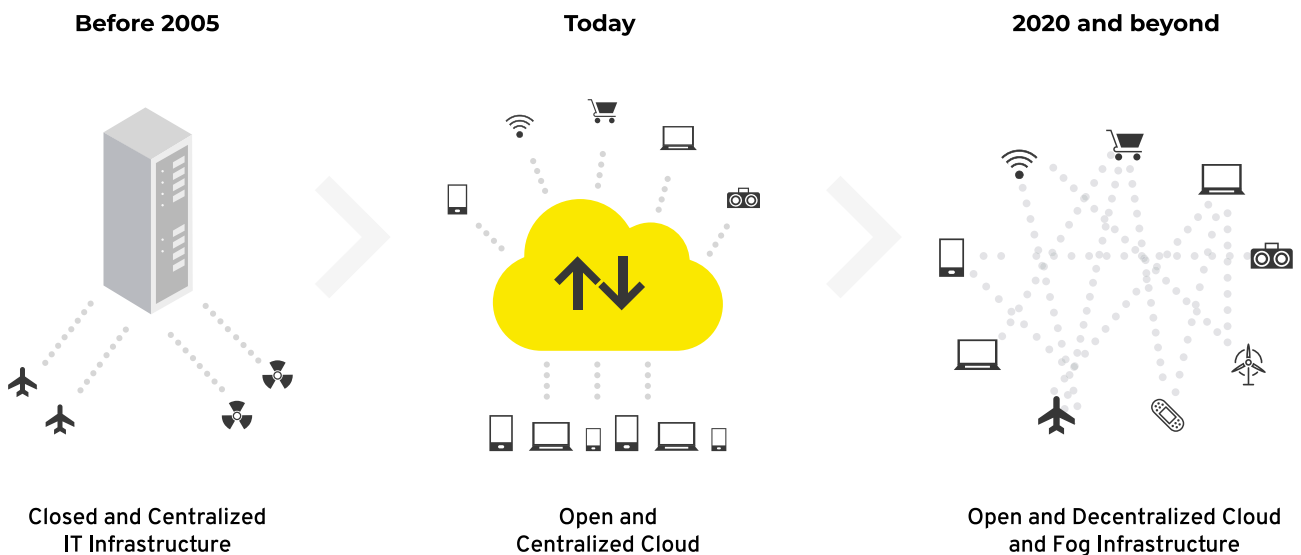 Before 2005
Today
2020 and beyond
Closed and Centralized
IT Infrastructure
Open and
Centralized Cloud
Open and Decentralized Cloud
and Fog Infrastructure